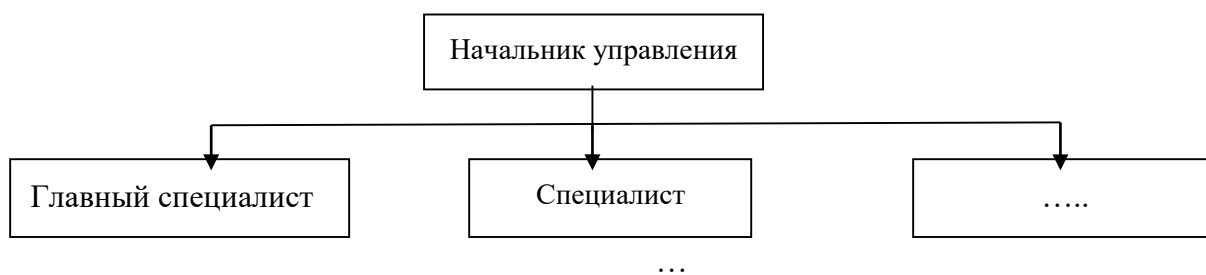 Начальник управления
Главный специалист
Специалист
…..
…